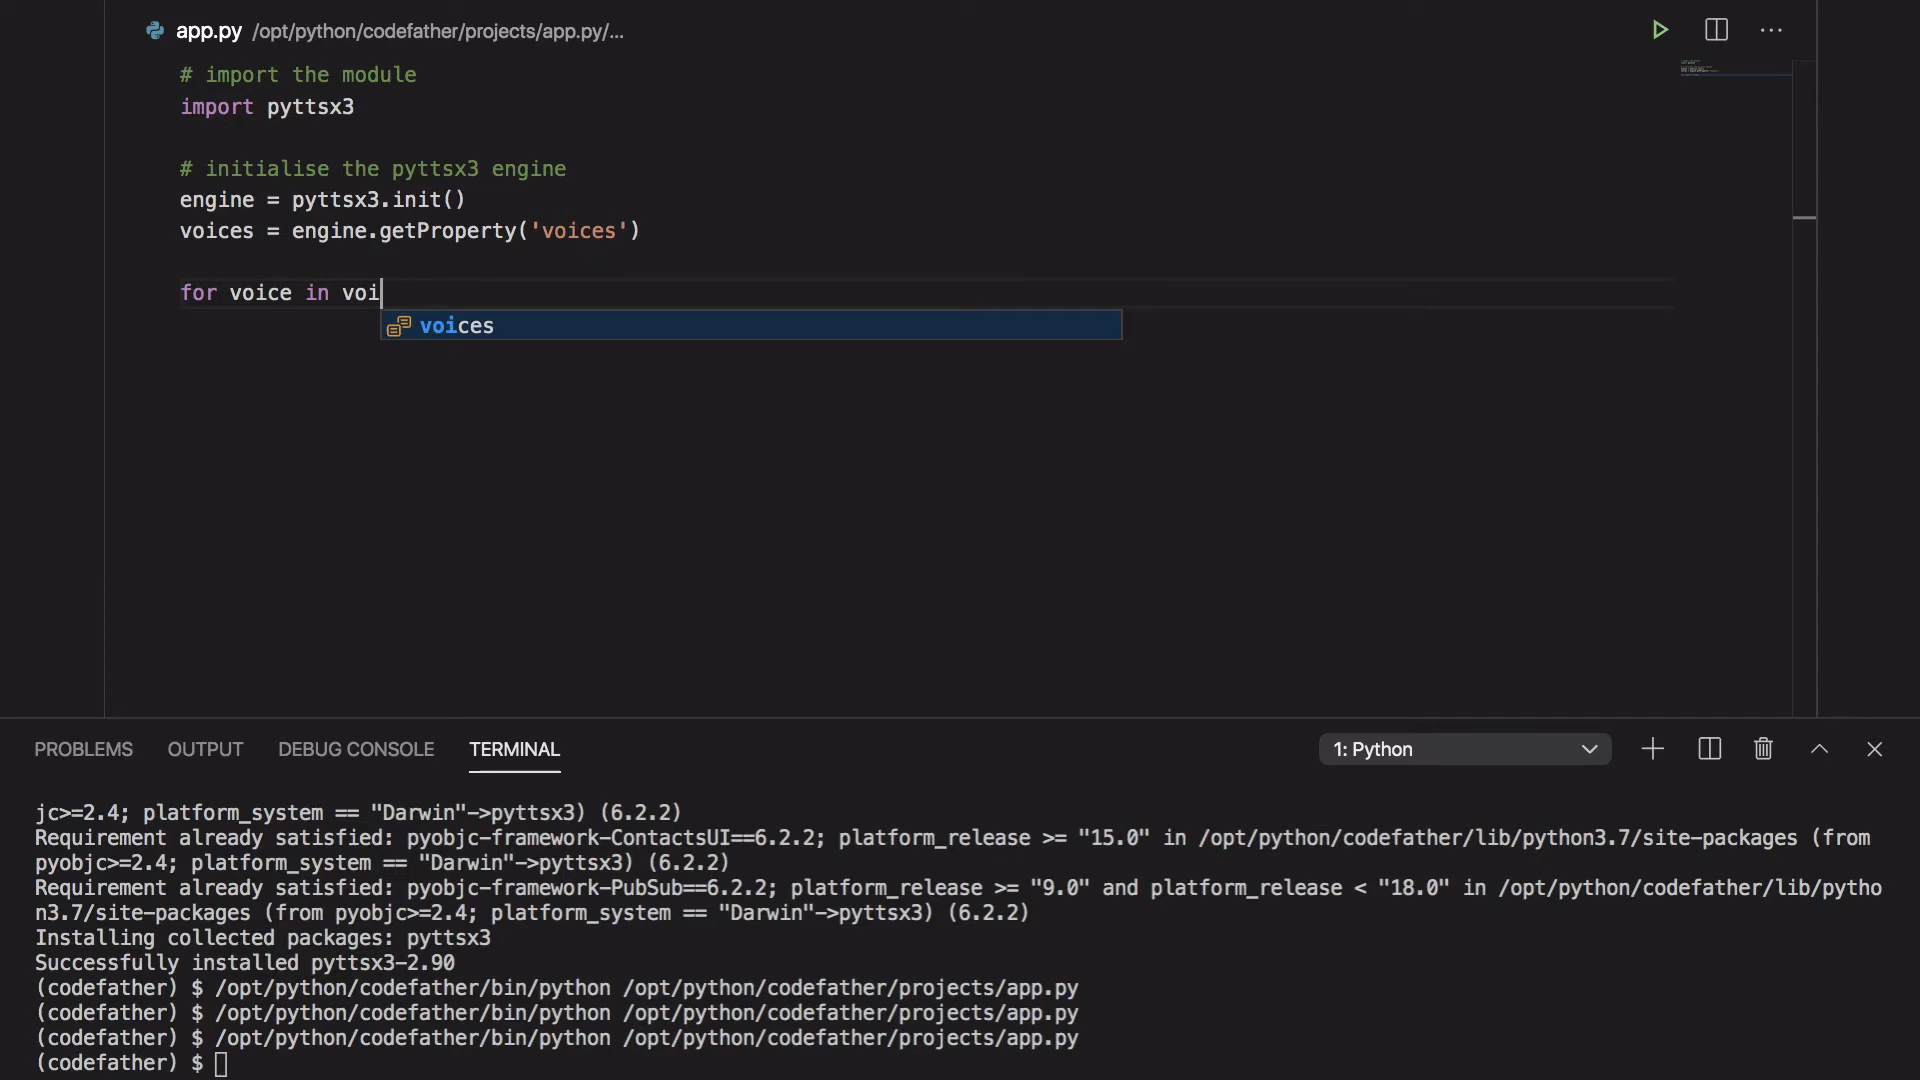 app.py /opt/python/codefather/projects/app.py/...
# import the module
import pyttsx3
# initialise the pyttsx3 engine
engine = pyttsx3.init()
voices = engine.getProperty('voices')
for voice in voi
voices
PROBLEMS OUTPUT DEBUG CONSOLE TERMINAL 1: Python
jc>=2.4; platform_system == "Darwin"->pyttsx3) (6.2.2)
Requirement already satisfied: pyobjc-framework-ContactsUI==6.2.2; platform_release >= "15.0" in /opt/python/codefather/lib/python3.7/site-packages (from
pyobjc>=2.4; platform_system == "Darwin"->pyttsx3) (6.2.2)
Requirement already satisfied: pyobjc-framework-PubSub==6.2.2; platform_release >= "9.0" and platform_release < "18.0" in /opt/python/codefather/lib/pytho
n3.7/site-packages (from pyobjc>=2.4; platform_system == "Darwin"->pyttsx3) (6.2.2)
Installing collected packages: pyttsx3
Successfully installed pyttsx3-2.90
(codefather) $ /opt/python/codefather/bin/python /opt/python/codefather/projects/app.py
(codefather) $ /opt/python/codefather/bin/python /opt/python/codefather/projects/app.py
(codefather) $ /opt/python/codefather/bin/python /opt/python/codefather/projects/app.py
(codefather) $